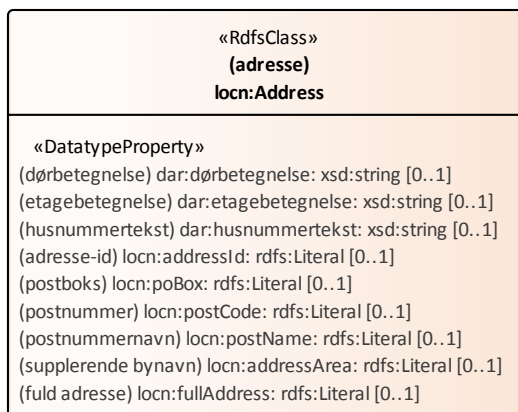 «RdfsClass»
(adresse)
locn:Address
«DatatypeProperty»
(dørbetegnelse) dar:dørbetegnelse: xsd:string [0..1]
(etagebetegnelse) dar:etagebetegnelse: xsd:string [0..1]
(husnummertekst) dar:husnummertekst: xsd:string [0..1]
(adresse-id) locn:addressId: rdfs:Literal [0..1]
(postboks) locn:poBox: rdfs:Literal [0..1]
(postnummer) locn:postCode: rdfs:Literal [0..1]
(postnummernavn) locn:postName: rdfs:Literal [0..1]
(supplerende bynavn) locn:addressArea: rdfs:Literal [0..1]
(fuld adresse) locn:fullAddress: rdfs:Literal [0..1]